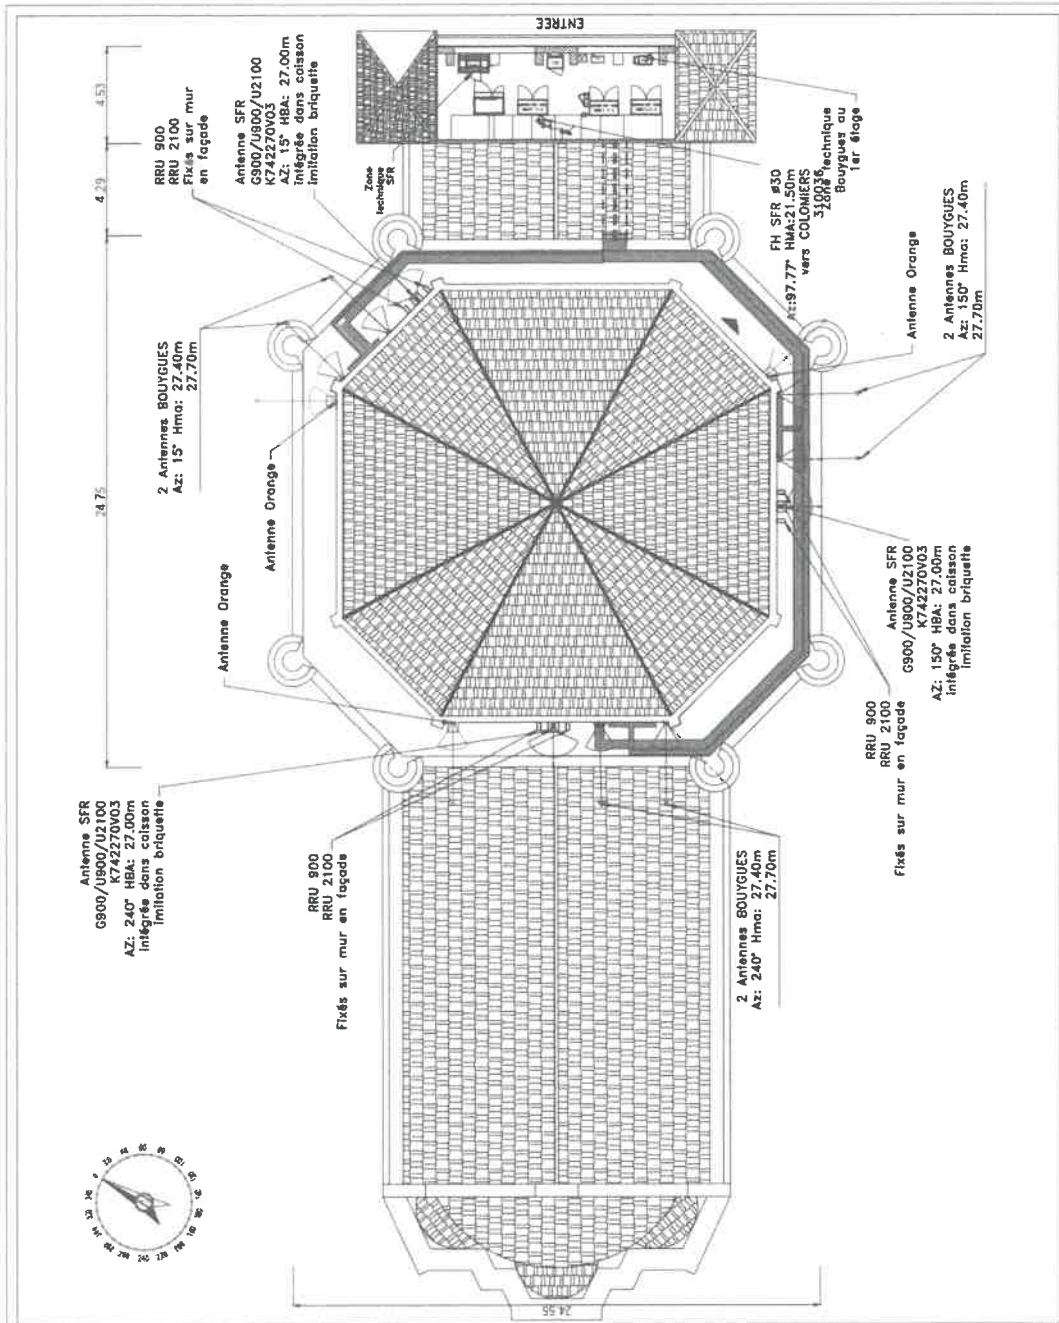 ENTREE
4.53
4.29
24.75
RRU 900
RRU 2100
Fixés sur mur
en façade
Antenne SFR
G900/U900/U2100
K742270V03
AZ: 15° HBA: 27.00m
intégrée dans caisson
imitation briquette
Zone
technique
SFR
FH SFR ø30
Az:97.77° HMA:21.50m
vers COLOMIERS
310036
Zone technique
Bouygues au
1er étage
2 Antennes BOUYGUES
Az: 150° Hma: 27.40m
27.70m
Antenne Orange
2 Antennes BOUYGUES
Az: 15° Hma: 27.40m
27.70m
Antenne Orange
Antenne Orange
Antenne SFR
G900/U900/U2100
K742270V03
AZ: 150° HBA: 27.00m
intégrée dans caisson
imitation briquette
RRU 900
RRU 2100
Fixés sur mur en façade
Antenne SFR
G900/U900/U2100
K742270V03
AZ: 240° HBA: 27.00m
intégrée dans caisson
imitation briquette
RRU 900
RRU 2100
Fixés sur mur en façade
2 Antennes BOUYGUES
Az: 240° Hma: 27.40m
27.70m
24.55